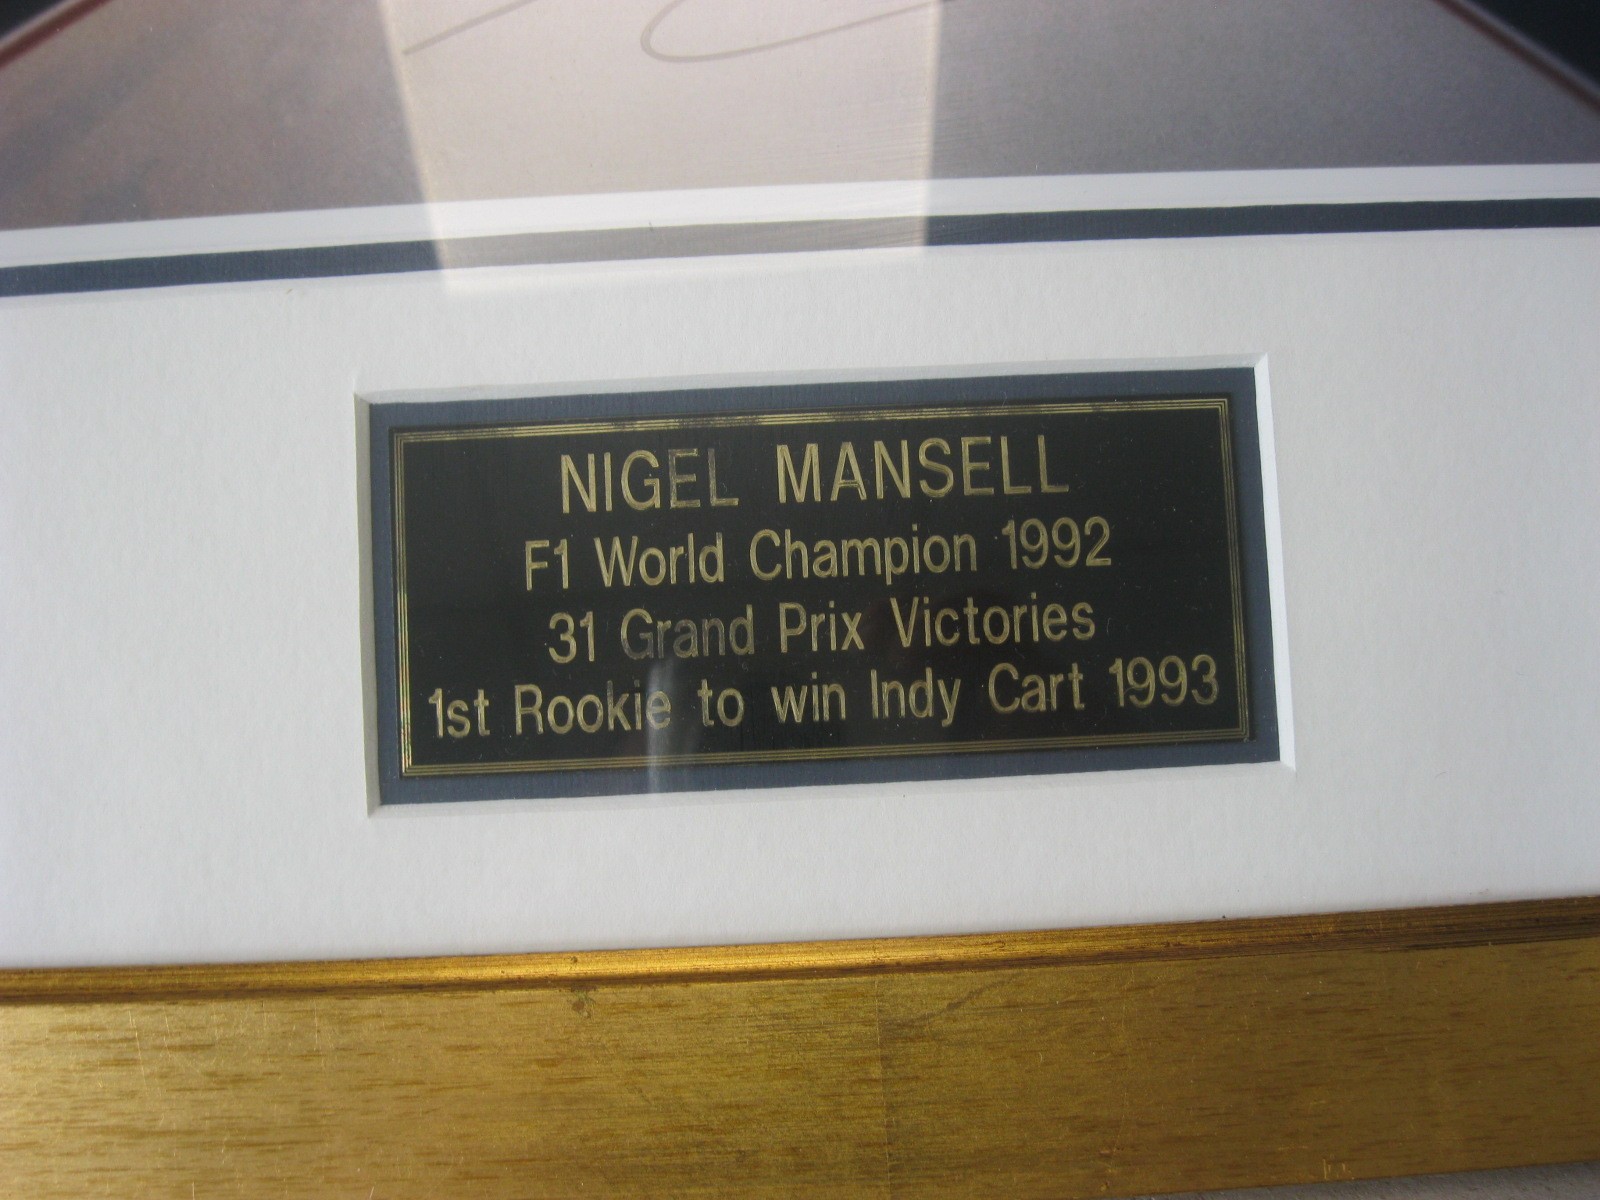 NIGEL MANSELL
F1 World Champion 1992
31 Grand Prix Victories
1st Rookie to win Indy Cart 1993